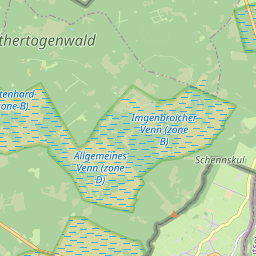 thertogenwald
tenhard
zone B)
Imgenbroicher
Venn (zone
B)
Allgemeines
Venn (zone
D)
Schennskul